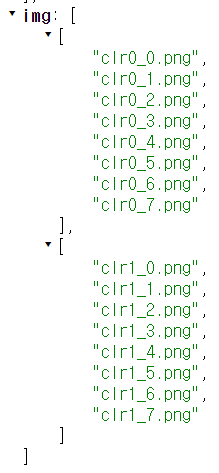 ],
▼ img: [
▼ [
"clr0_0.png",
"clr0_1.png",
"clr0_2.png",
"clr0_3.png",
"clr0_4.png",
"clr0_5.png",
"clr0_6.png",
"clr0_7.png"
],
▼ [
"clr1_0.png",
"clr1_1.png",
"clr1_2.png",
"clr1_3.png",
"clr1_4.png",
"clr1_5.png",
"clr1_6.png",
"clr1_7.png"
]
]